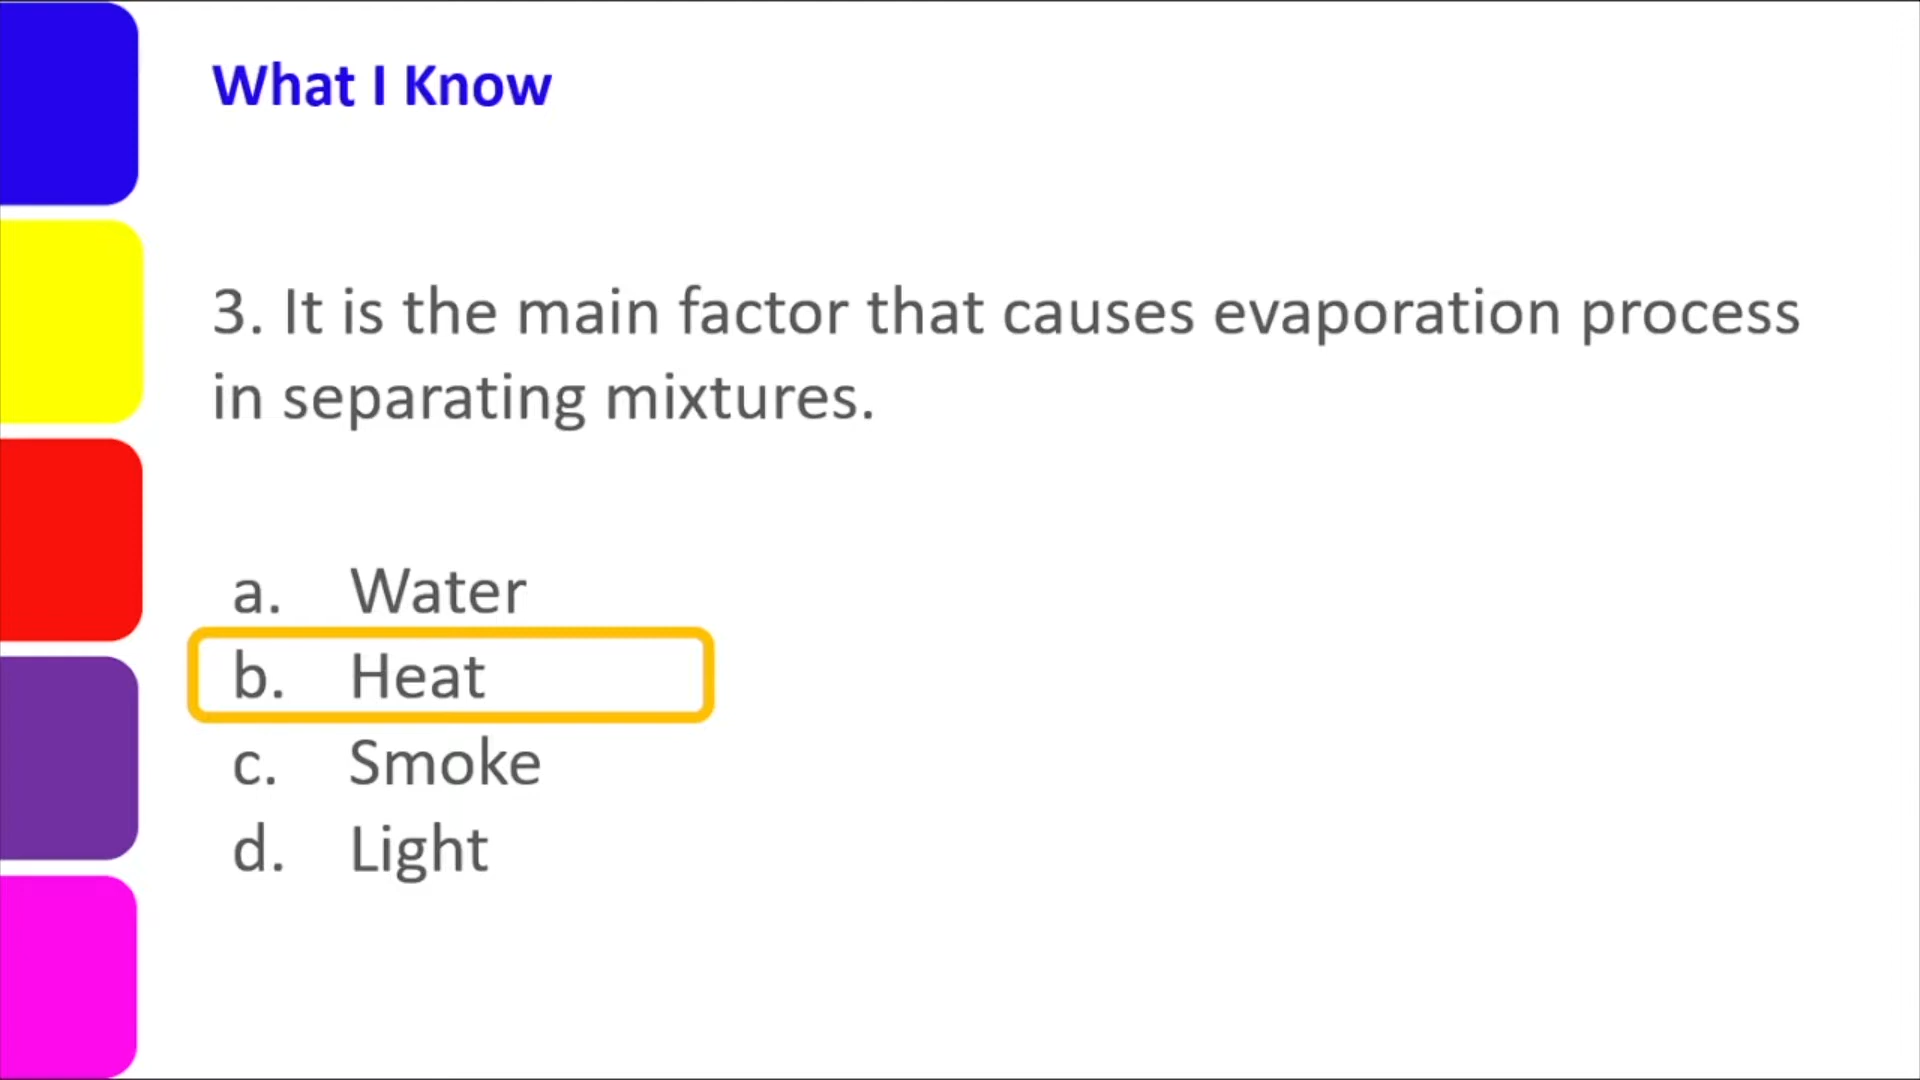 What I Know
3. It is the main factor that causes evaporation process
in separating mixtures.
a. Water
b. Heat
c. Smoke
d. Light